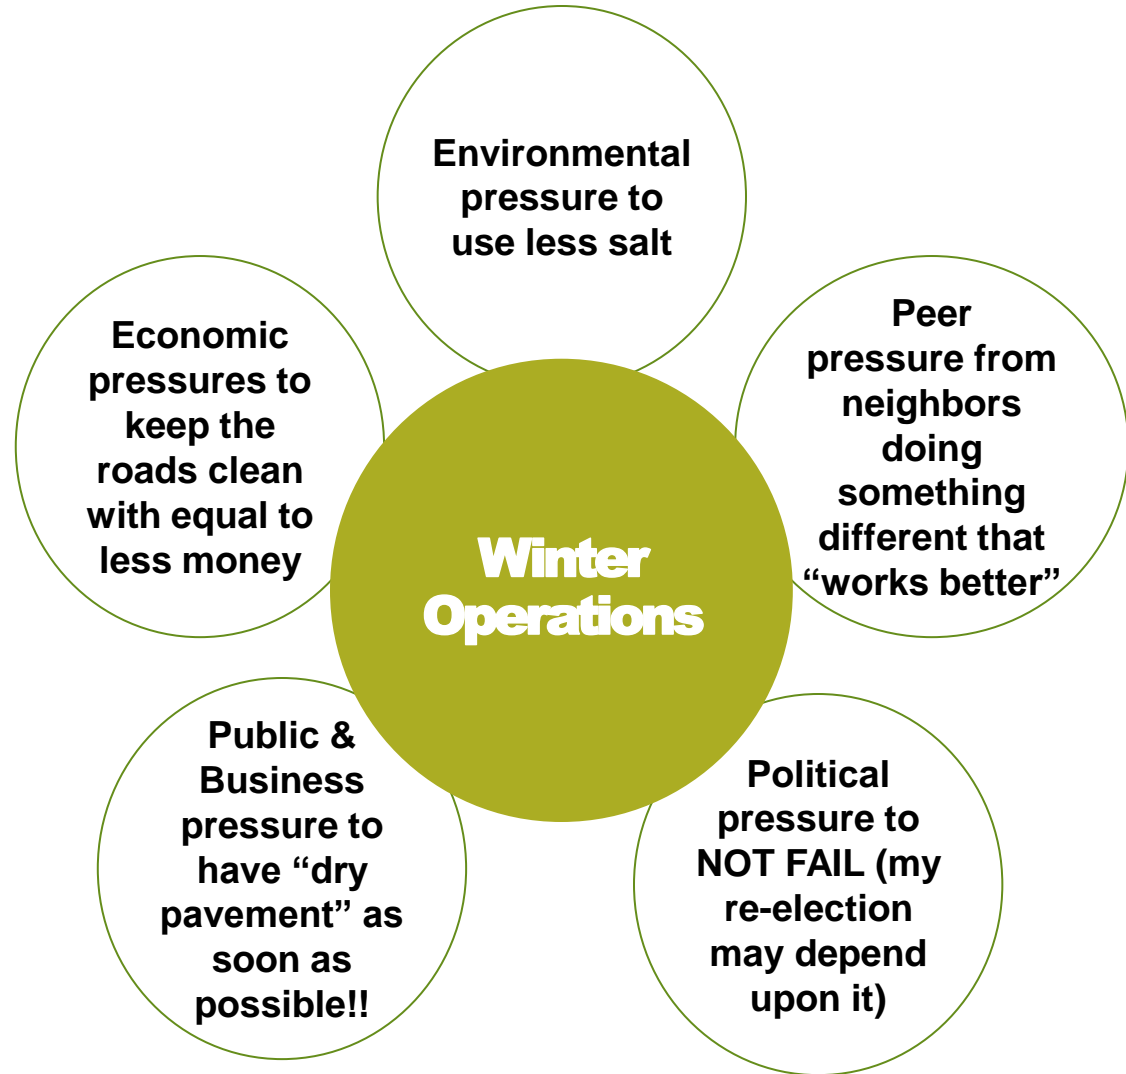 Environmental
pressure to
use less salt
Economic
pressures to
keep the
roads clean
with equal to
less money
Peer
pressure from
neighbors
doing
something
different that
“works better”
Winter
Operations
Public &
Business
pressure to
have “dry
pavement” as
soon as
possible!!
Political
pressure to
NOT FAIL (my
re-election
may depend
upon it)